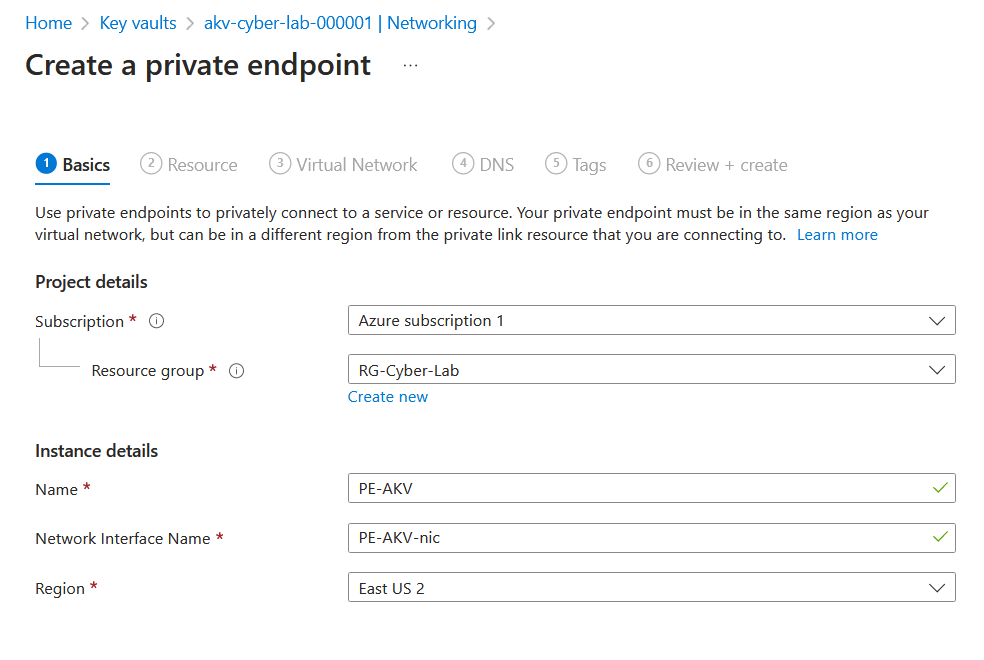 Home > Key vaults > akv-cyber-lab-000001 | Networking >
Create a private endpoint ...
1 Basics 2 Resource 3 Virtual Network 4 DNS 5 Tags 6 Review + create
Use private endpoints to privately connect to a service or resource. Your private endpoint must be in the same region as your
virtual network, but can be in a different region from the private link resource that you are connecting to. Learn more
Project details
Subscription * Azure subscription 1
Resource group * RG-Cyber-Lab
Create new
Instance details
Name * PE-AKV
Network Interface Name * PE-AKV-nic
Region * East US 2